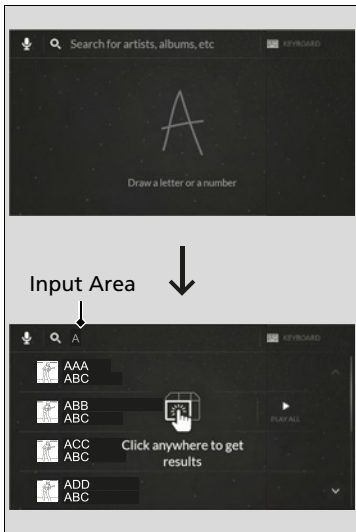 Search for artists, albums, etc
KEYBOARD
A
Draw a letter or a number
Input Area
A
KEYBOARD
AAA
ABC
ABB
ABC
PLAY ALL
ACC
ABC
Click anywhere to get
results
ADD
ABC